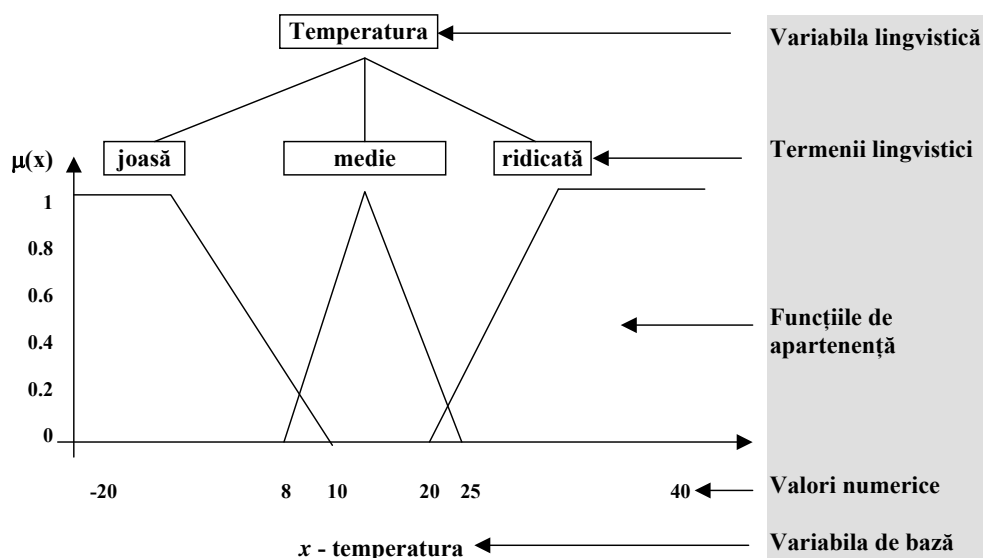 Temperatura
Variabila lingvistică
joasă
medie
ridicată
Termenii lingvistici
μ(x)
1
0.8
0.6
0.4
0.2
0
Funcțiile de
apartenență
-20 8 10 20 25 40
Valori numerice
x - temperatura
Variabila de bază